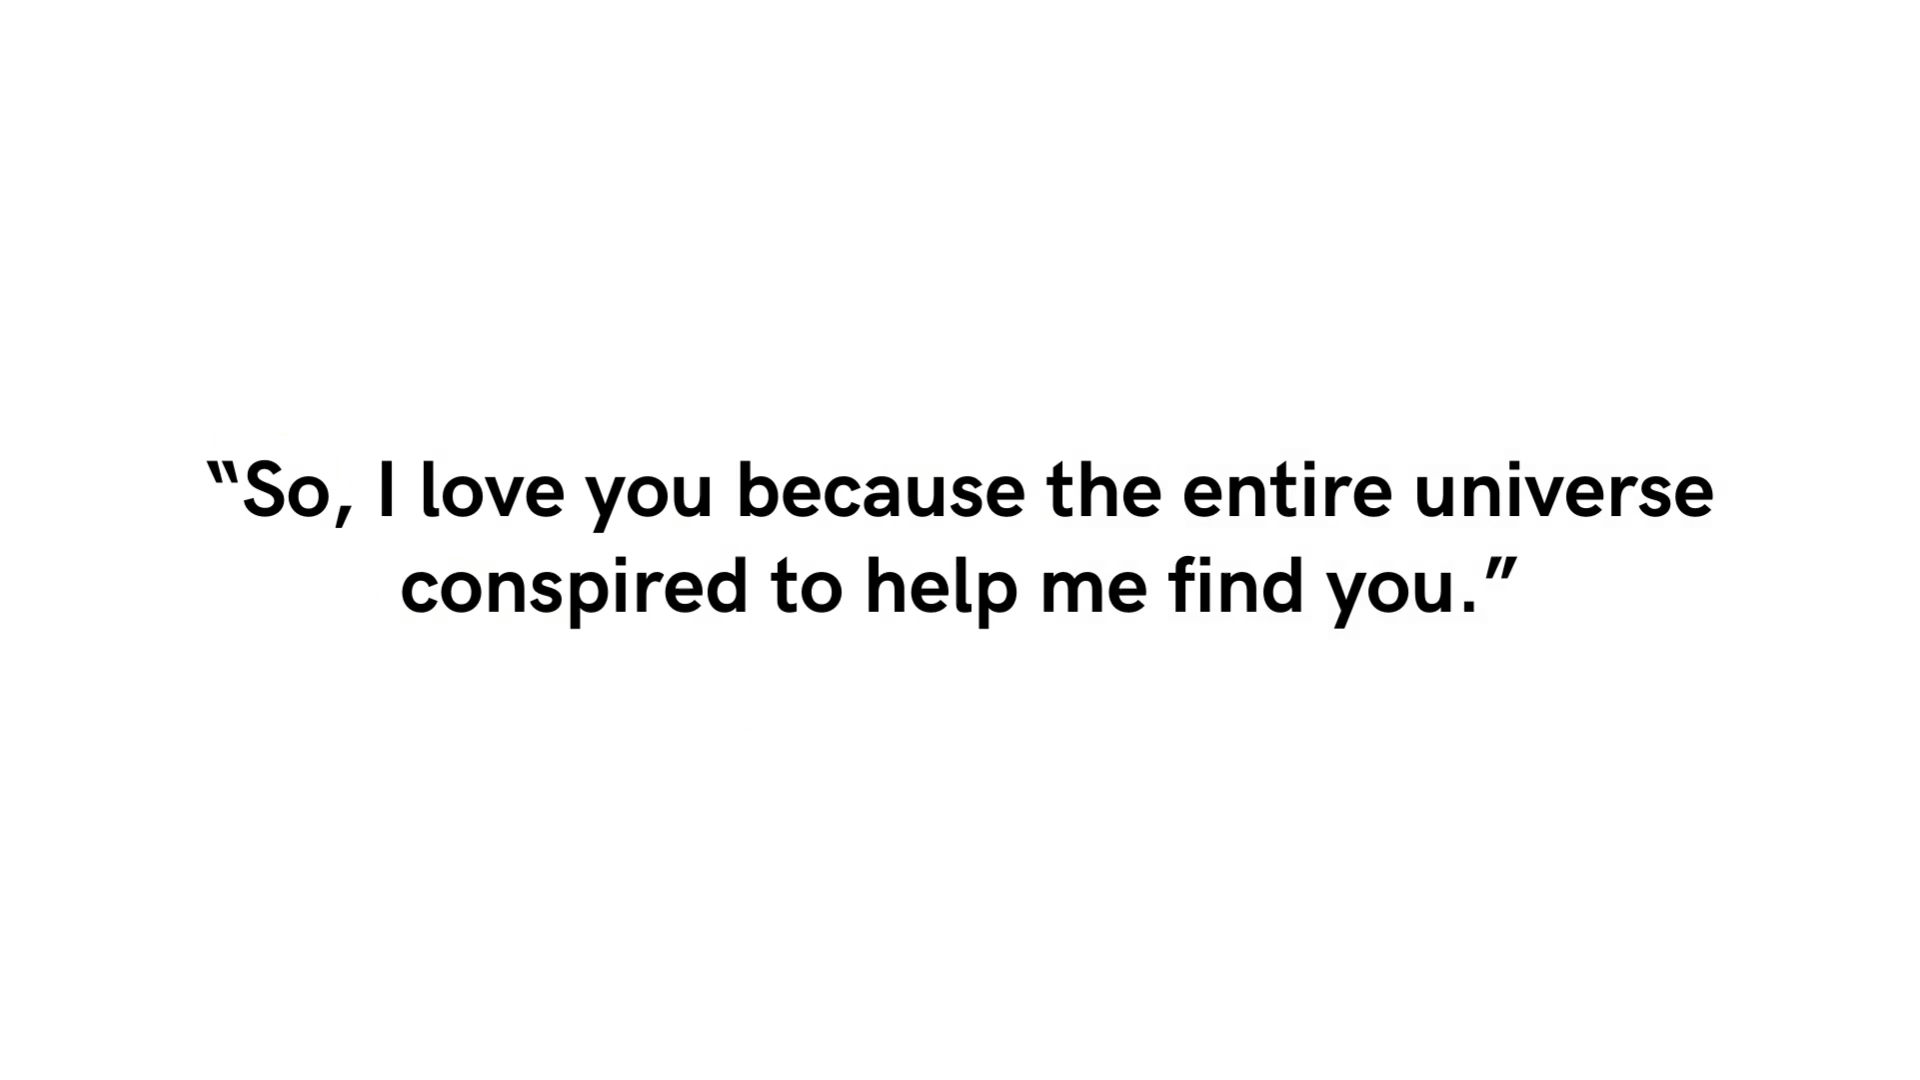 “So, I love you because the entire universe
conspired to help me find you.”